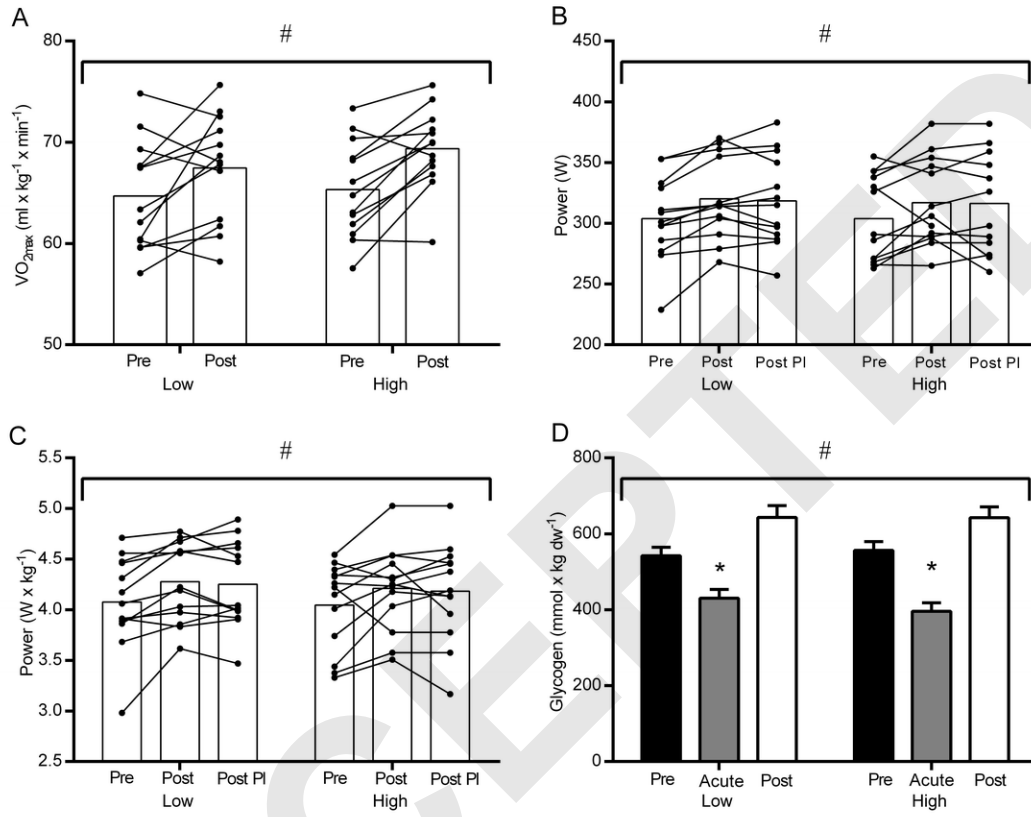 A
#
80
70
60
50
VO2max (ml x kg-1 x min-1)
Pre Post Pre Post
Low High
B
#
450
400
350
300
250
200
Power (W)
Pre Post Post PI Pre Post Post PI
Low High
C
#
5.5
5.0
4.5
4.0
3.5
3.0
2.5
Power (W x kg-1)
Pre Post Post PI Pre Post Post PI
Low High
D
#
800
600
400
200
0
Glycogen (mmol x kg dw-1)
* *
Pre Acute Post Pre Acute Post
Low High
CEPTED